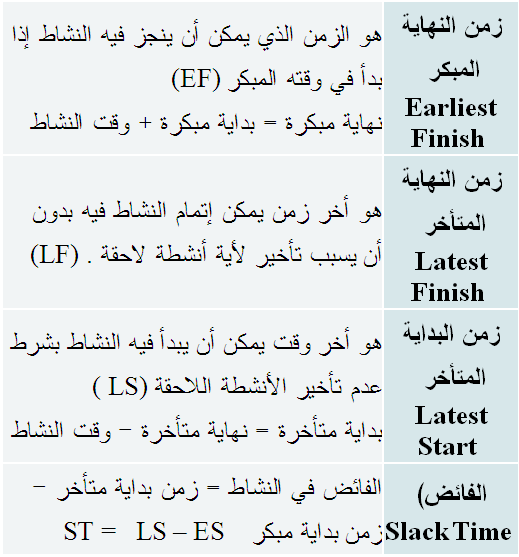 زمن النهاية
المبكر
Earliest
Finish
هو الزمن الذي يمكن أن ينجز فيه النشاط إذا
بدأ في وقته المبكر (EF)
نهاية مبكرة = بداية مبكرة + وقت النشاط
زمن النهاية
المتأخر
Latest
Finish
هو أخر زمن يمكن إتمام النشاط فيه بدون
أن يسبب تأخير لأية أنشطة لاحقة . (LF)
زمن البداية
المتأخر
Latest
Start
هو أخر وقت يمكن أن يبدأ فيه النشاط بشرط
عدم تأخير الأنشطة اللاحقة (LS )
بداية متأخرة = نهاية متأخرة – وقت النشاط
الفائض)
Slack Time
الفائض في النشاط = زمن بداية متأخر –
زمن بداية مبكر ST = LS – ES